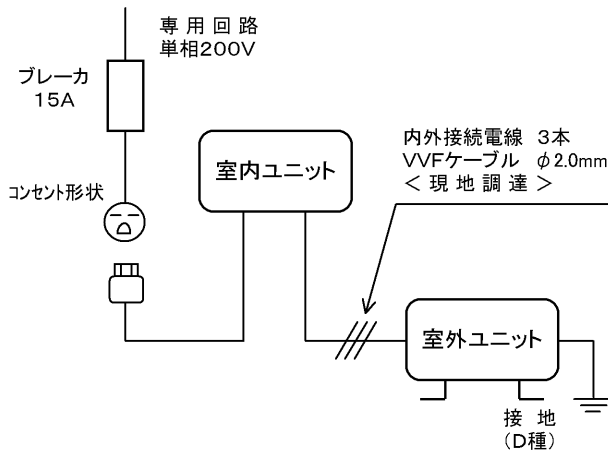 専用回路
単相200V
ブレーカ
15A
コンセント形状
室内ユニット
内外接続電線 3本
VVFケーブル φ2.0mm
＜現地調達＞
室外ユニット
接地
(D種)